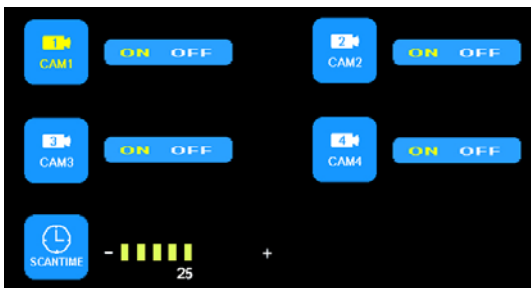 1 CAM1 ON OFF 2 CAM2 ON OFF
3 CAM3 ON OFF 4 CAM4 ON OFF
SCANTIME - +
25